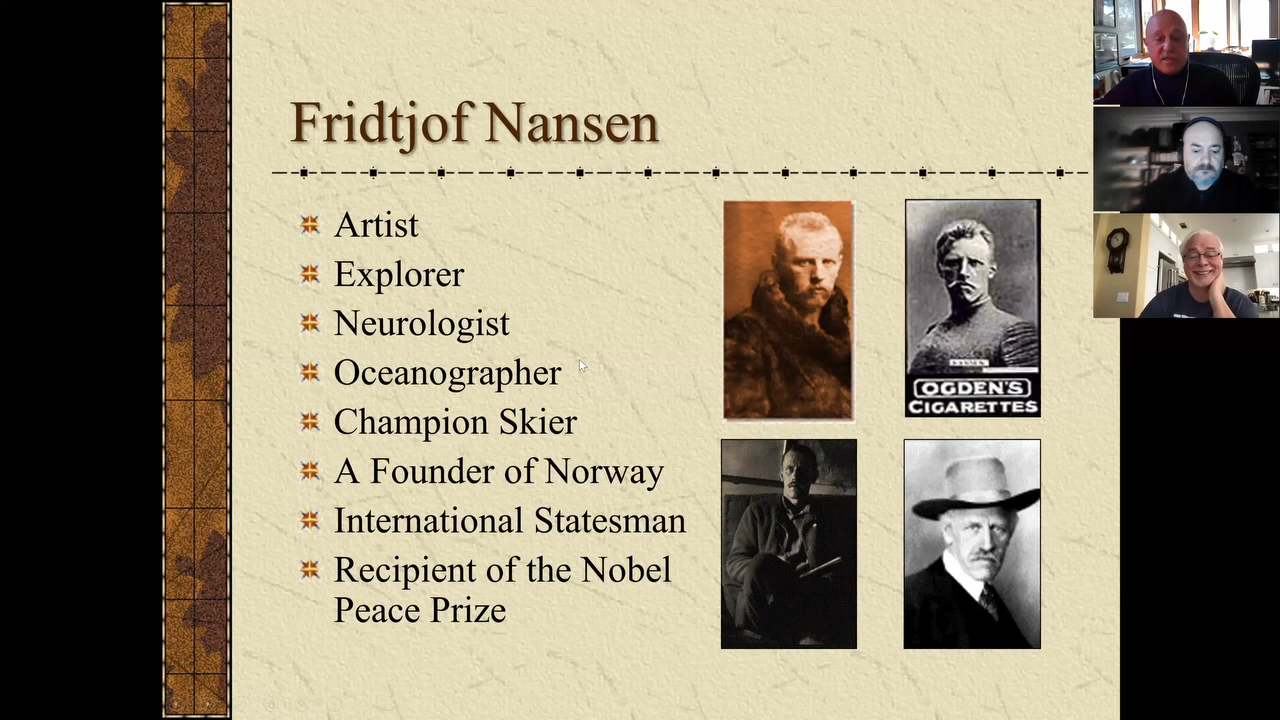 Fridtjof Nansen
Artist
Explorer
Neurologist
Oceanographer
Champion Skier
A Founder of Norway
International Statesman
Recipient of the Nobel
Peace Prize
OGDEN'S
CIGARETTES